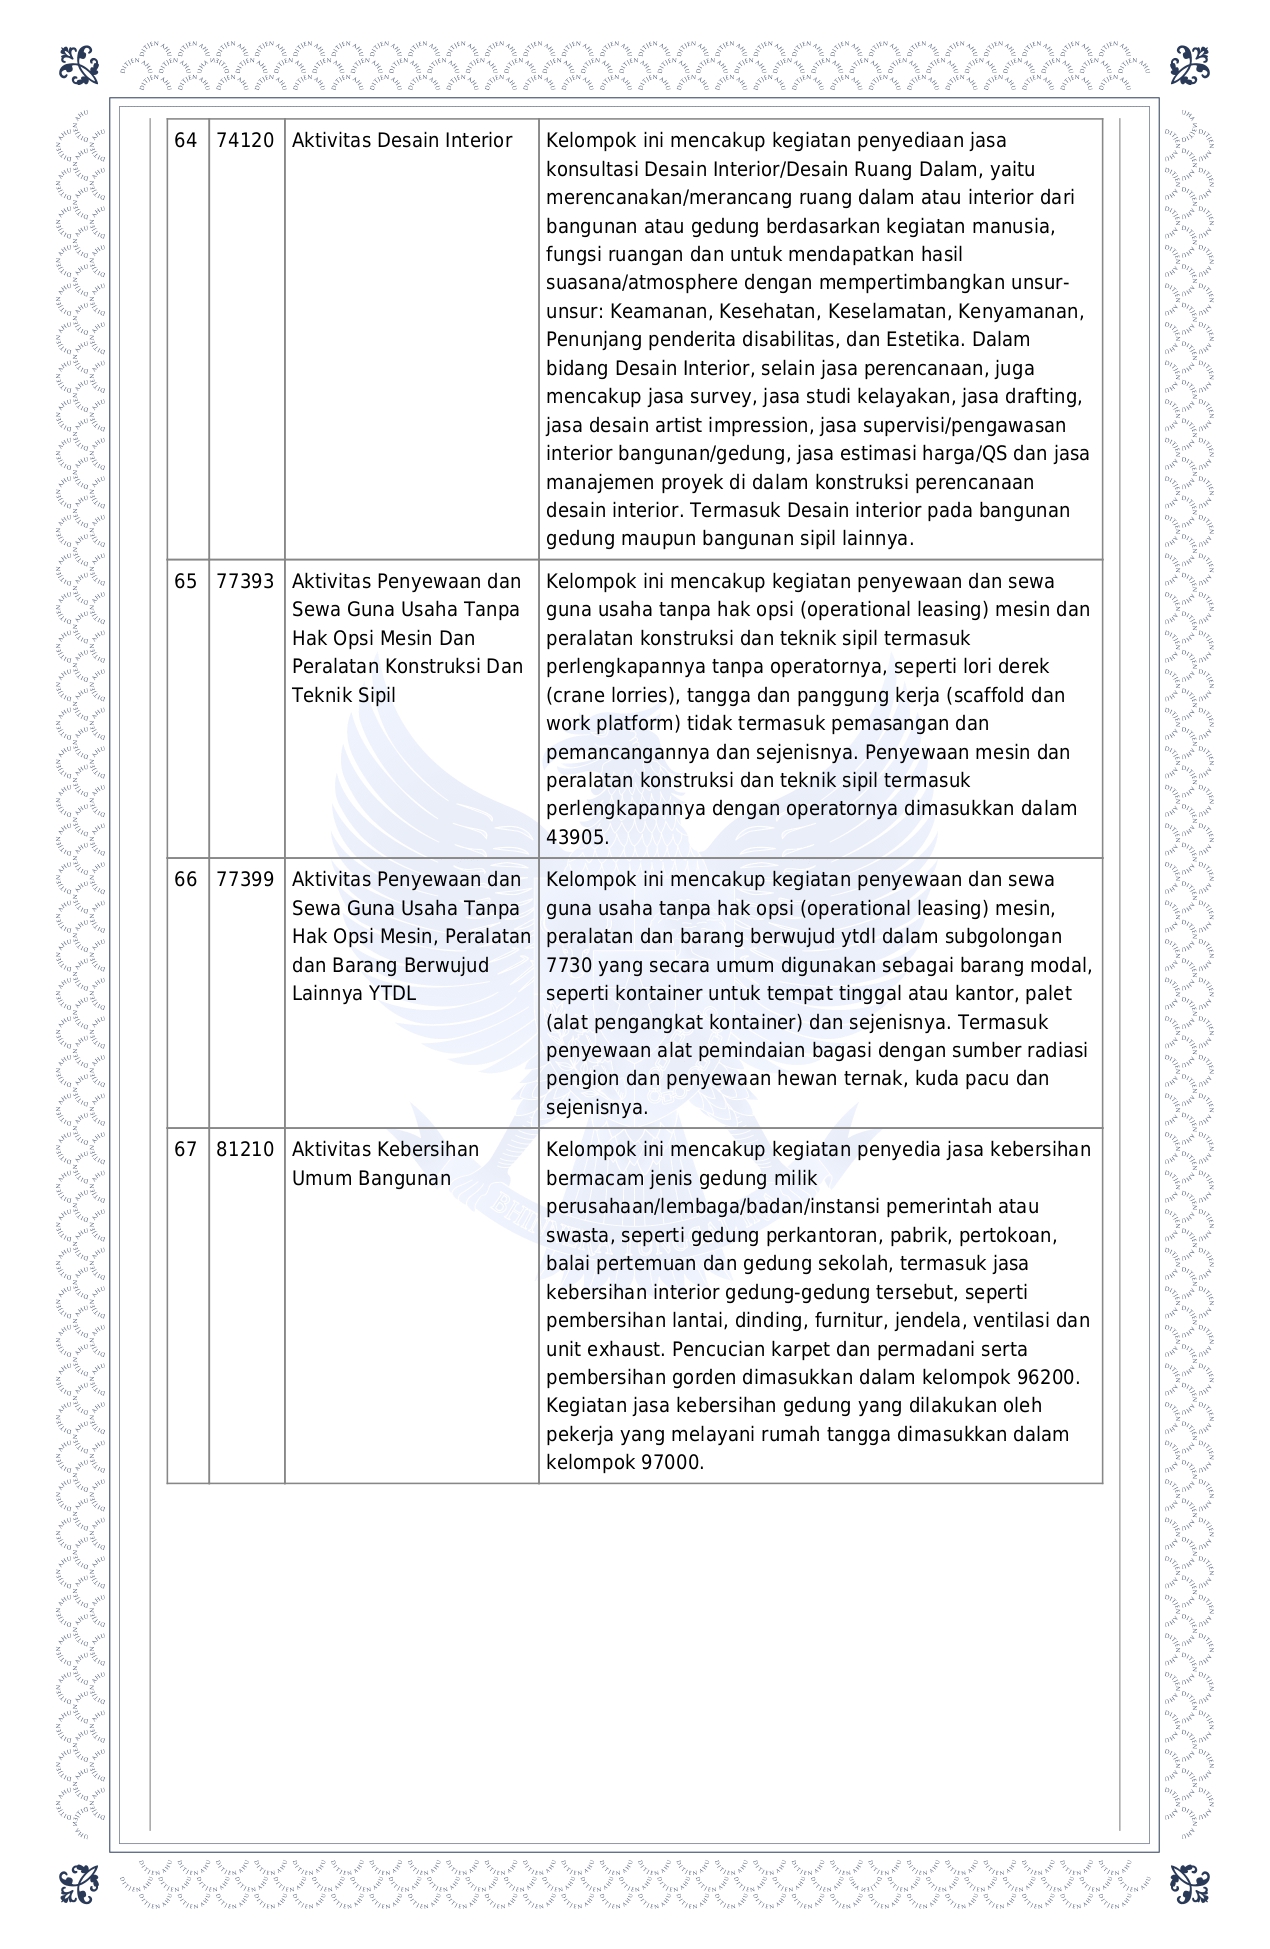 64 74120 Aktivitas Desain Interior Kelompok ini mencakup kegiatan penyediaan jasa
konsultasi Desain Interior/Desain Ruang Dalam, yaitu
merencanakan/merancang ruang dalam atau interior dari
bangunan atau gedung berdasarkan kegiatan manusia,
fungsi ruangan dan untuk mendapatkan hasil
suasana/atmosphere dengan mempertimbangkan unsur-
unsur: Keamanan, Kesehatan, Keselamatan, Kenyamanan,
Penunjang penderita disabilitas, dan Estetika. Dalam
bidang Desain Interior, selain jasa perencanaan, juga
mencakup jasa survey, jasa studi kelayakan, jasa drafting,
jasa desain artist impression, jasa supervisi/pengawasan
interior bangunan/gedung, jasa estimasi harga/QS dan jasa
manajemen proyek di dalam konstruksi perencanaan
desain interior. Termasuk Desain interior pada bangunan
gedung maupun bangunan sipil lainnya.
65 77393 Aktivitas Penyewaan dan Kelompok ini mencakup kegiatan penyewaan dan sewa
Sewa Guna Usaha Tanpa guna usaha tanpa hak opsi (operational leasing) mesin dan
Hak Opsi Mesin Dan peralatan konstruksi dan teknik sipil termasuk
Peralatan Konstruksi Dan perlengkapannya tanpa operatornya, seperti lori derek
Teknik Sipil (crane lorries), tangga dan panggung kerja (scaffold dan
work platform) tidak termasuk pemasangan dan
pemancangannya dan sejenisnya. Penyewaan mesin dan
peralatan konstruksi dan teknik sipil termasuk
perlengkapannya dengan operatornya dimasukkan dalam
43905.
66 77399 Aktivitas Penyewaan dan Kelompok ini mencakup kegiatan penyewaan dan sewa
Sewa Guna Usaha Tanpa guna usaha tanpa hak opsi (operational leasing) mesin,
Hak Opsi Mesin, Peralatan peralatan dan barang berwujud ytdl dalam subgolongan
dan Barang Berwujud 7730 yang secara umum digunakan sebagai barang modal,
Lainnya YTDL seperti kontainer untuk tempat tinggal atau kantor, palet
(alat pengangkat kontainer) dan sejenisnya. Termasuk
penyewaan alat pemindaian bagasi dengan sumber radiasi
pengion dan penyewaan hewan ternak, kuda pacu dan
sejenisnya.
67 81210 Aktivitas Kebersihan Kelompok ini mencakup kegiatan penyedia jasa kebersihan
Umum Bangunan bermacam jenis gedung milik
perusahaan/lembaga/badan/instansi pemerintah atau
swasta, seperti gedung perkantoran, pabrik, pertokoan,
balai pertemuan dan gedung sekolah, termasuk jasa
kebersihan interior gedung-gedung tersebut, seperti
pembersihan lantai, dinding, furnitur, jendela, ventilasi dan
unit exhaust. Pencucian karpet dan permadani serta
pembersihan gorden dimasukkan dalam kelompok 96200.
Kegiatan jasa kebersihan gedung yang dilakukan oleh
pekerja yang melayani rumah tangga dimasukkan dalam
kelompok 97000.